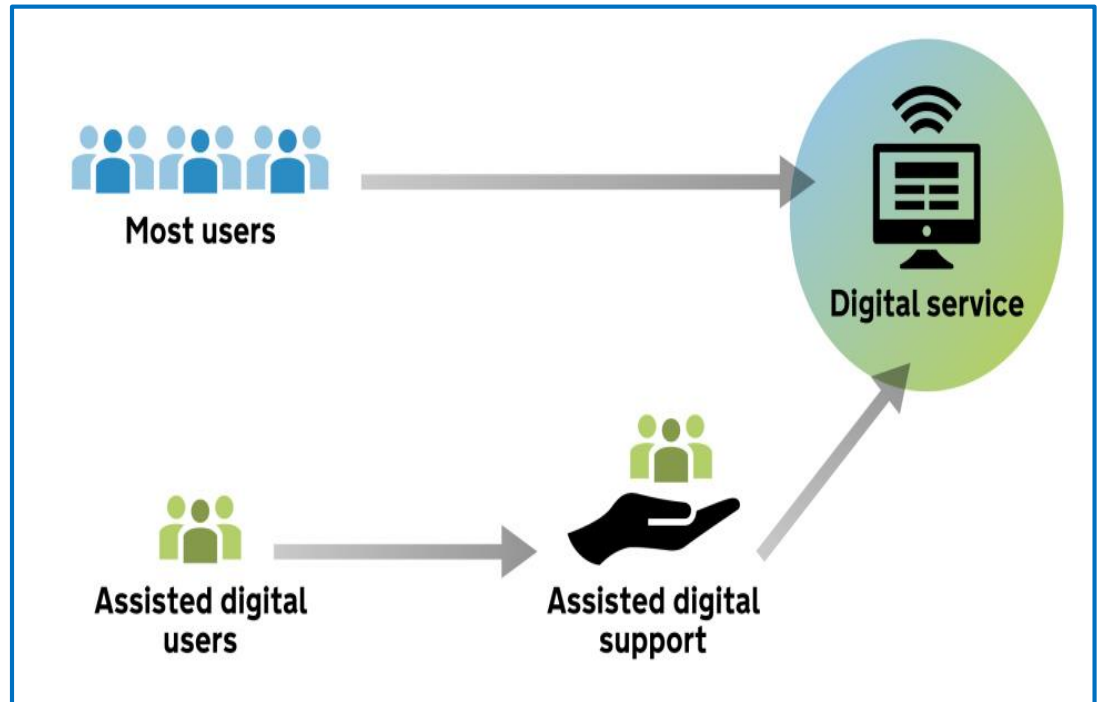 Most users
Digital service
Assisted digital
users
Assisted digital
support